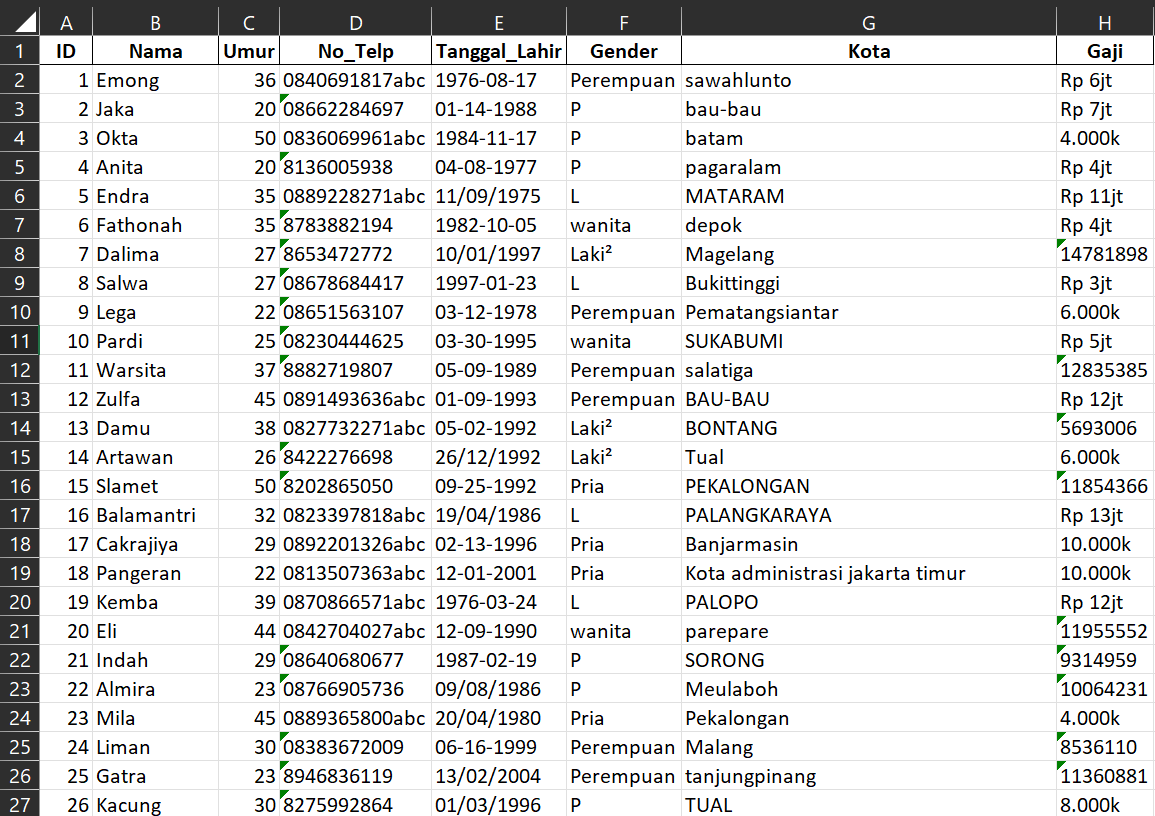 A B C D E F G H
1 ID Nama Umur No_Telp Tanggal_Lahir Gender Kota Gaji
2 1 Emong 36 0840691817abc 1976-08-17 Perempuan sawahlunto Rp 6jt
3 2 Jaka 20 08662284697 01-14-1988 P bau-bau Rp 7jt
4 3 Okta 50 0836069961abc 1984-11-17 P batam 4.000k
5 4 Anita 20 8136005938 04-08-1977 P pagaralam Rp 4jt
6 5 Endra 35 0889228271abc 11/09/1975 L MATARAM Rp 11jt
7 6 Fathonah 35 8783882194 1982-10-05 wanita depok Rp 4jt
8 7 Dalima 27 8653472772 10/01/1997 Laki² Magelang 14781898
9 8 Salwa 27 08678684417 1997-01-23 L Bukittinggi Rp 3jt
10 9 Lega 22 08651563107 03-12-1978 Perempuan Pematangsiantar 6.000k
11 10 Pardi 25 08230444625 03-30-1995 wanita SUKABUMI Rp 5jt
12 11 Warsita 37 8882719807 05-09-1989 Perempuan salatiga 12835385
13 12 Zulfa 45 0891493636abc 01-09-1993 Perempuan BAU-BAU Rp 12jt
14 13 Damu 38 0827732271abc 05-02-1992 Laki² BONTANG 5693006
15 14 Artawan 26 8422276698 26/12/1992 Laki² Tual 6.000k
16 15 Slamet 50 8202865050 09-25-1992 Pria PEKALONGAN 11854366
17 16 Balamantri 32 0823397818abc 19/04/1986 L PALANGKARAYA Rp 13jt
18 17 Cakrajiya 29 0892201326abc 02-13-1996 Pria Banjarmasin 10.000k
19 18 Pangeran 22 0813507363abc 12-01-2001 Pria Kota administrasi jakarta timur 10.000k
20 19 Kemba 39 0870866571abc 1976-03-24 L PALOPO Rp 12jt
21 20 Eli 44 0842704027abc 12-09-1990 wanita parepare 11955552
22 21 Indah 29 08640680677 1987-02-19 P SORONG 9314959
23 22 Almira 23 08766905736 09/08/1986 P Meulaboh 10064231
24 23 Mila 45 0889365800abc 20/04/1980 Pria Pekalongan 4.000k
25 24 Liman 30 08383672009 06-16-1999 Perempuan Malang 8536110
26 25 Gatra 23 8946836119 13/02/2004 Perempuan tanjungpinang 11360881
27 26 Kacung 30 8275992864 01/03/1996 P TUAL 8.000k